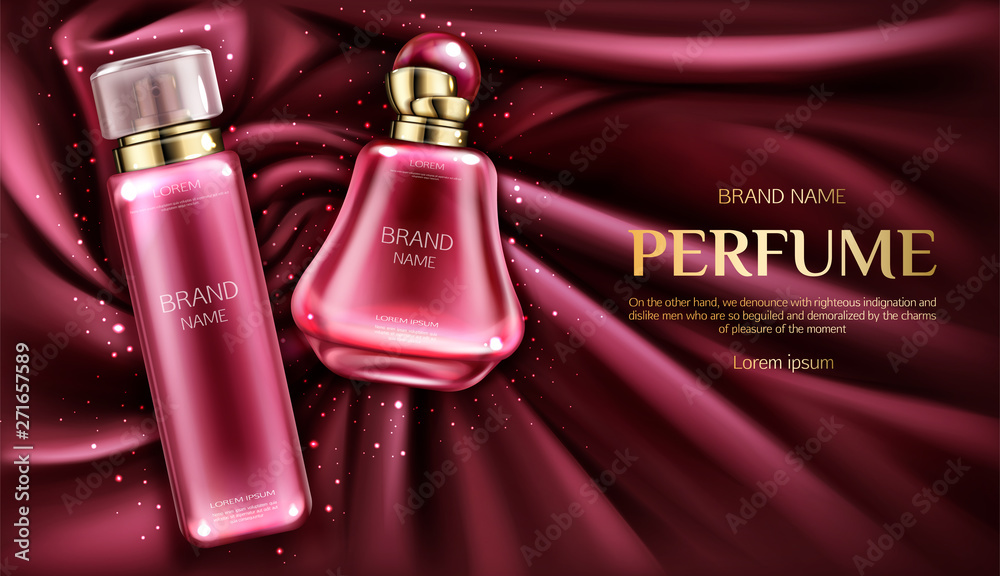 LOREM
BRAND
NAME
LOREM IPSUM
LOREM
BRAND
NAME
LOREM IPSUM
BRAND NAME
PERFUME
On the other hand, we denounce with righteous indignation and
dislike men who are so beguiled and demoralized by the charms
of pleasure of the moment
Lorem ipsum
Adobe Stock | #271657589